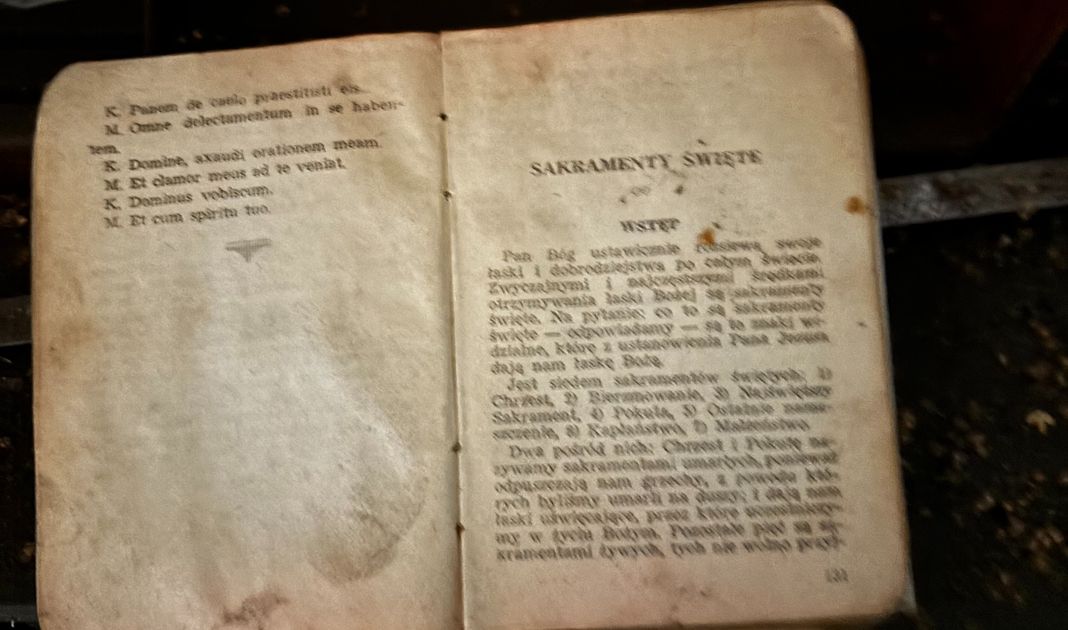 K. Panem de caelo praestitisti eis.
M. Omne delectamentum in se haben-
tem.
K. Domine, axaudi orationem meam.
M. Et clamor meus ad te veniat.
K. Dominus vobiscum.
M. Et cum spiritu tuo.
SAKRAMENTY ŚWIĘTE
WSTĘP
Pan Bóg ustawicznie rozsiewa swoje
łaski i dobrodziejstwa po całym świecie.
Zwyczajnymi i najczęstszymi środkami
otrzymywania łaski Bożej są sakramenty
święte. Na pytanie: co to są sakramenty
święte — odpowiadamy — są to znaki wi-
dzialne, które z ustanowienia Pana Jezusa
dają nam łaskę Bożą.
Jest siedem sakramentów świętych: 1)
Chrzest, 2) Bierzmowanie, 3) Najświętszy
Sakrament, 4) Pokuta, 5) Ostatnie nama-
szczenie, 6) Kapłaństwo, 7) Małżeństwo.
Dwa pośród nich: Chrzest i Pokutę na-
zywamy sakramentami umarłych, ponieważ
odpuszczają nam grzechy, z powodu któ-
rych byliśmy umarli na duszy; i dają nam
łaski uświęcające, przez które uczestniczy-
my w życiu Bożym. Pozostałe pięć są sa-
kramentami żywych, tych nie wolno przyj-